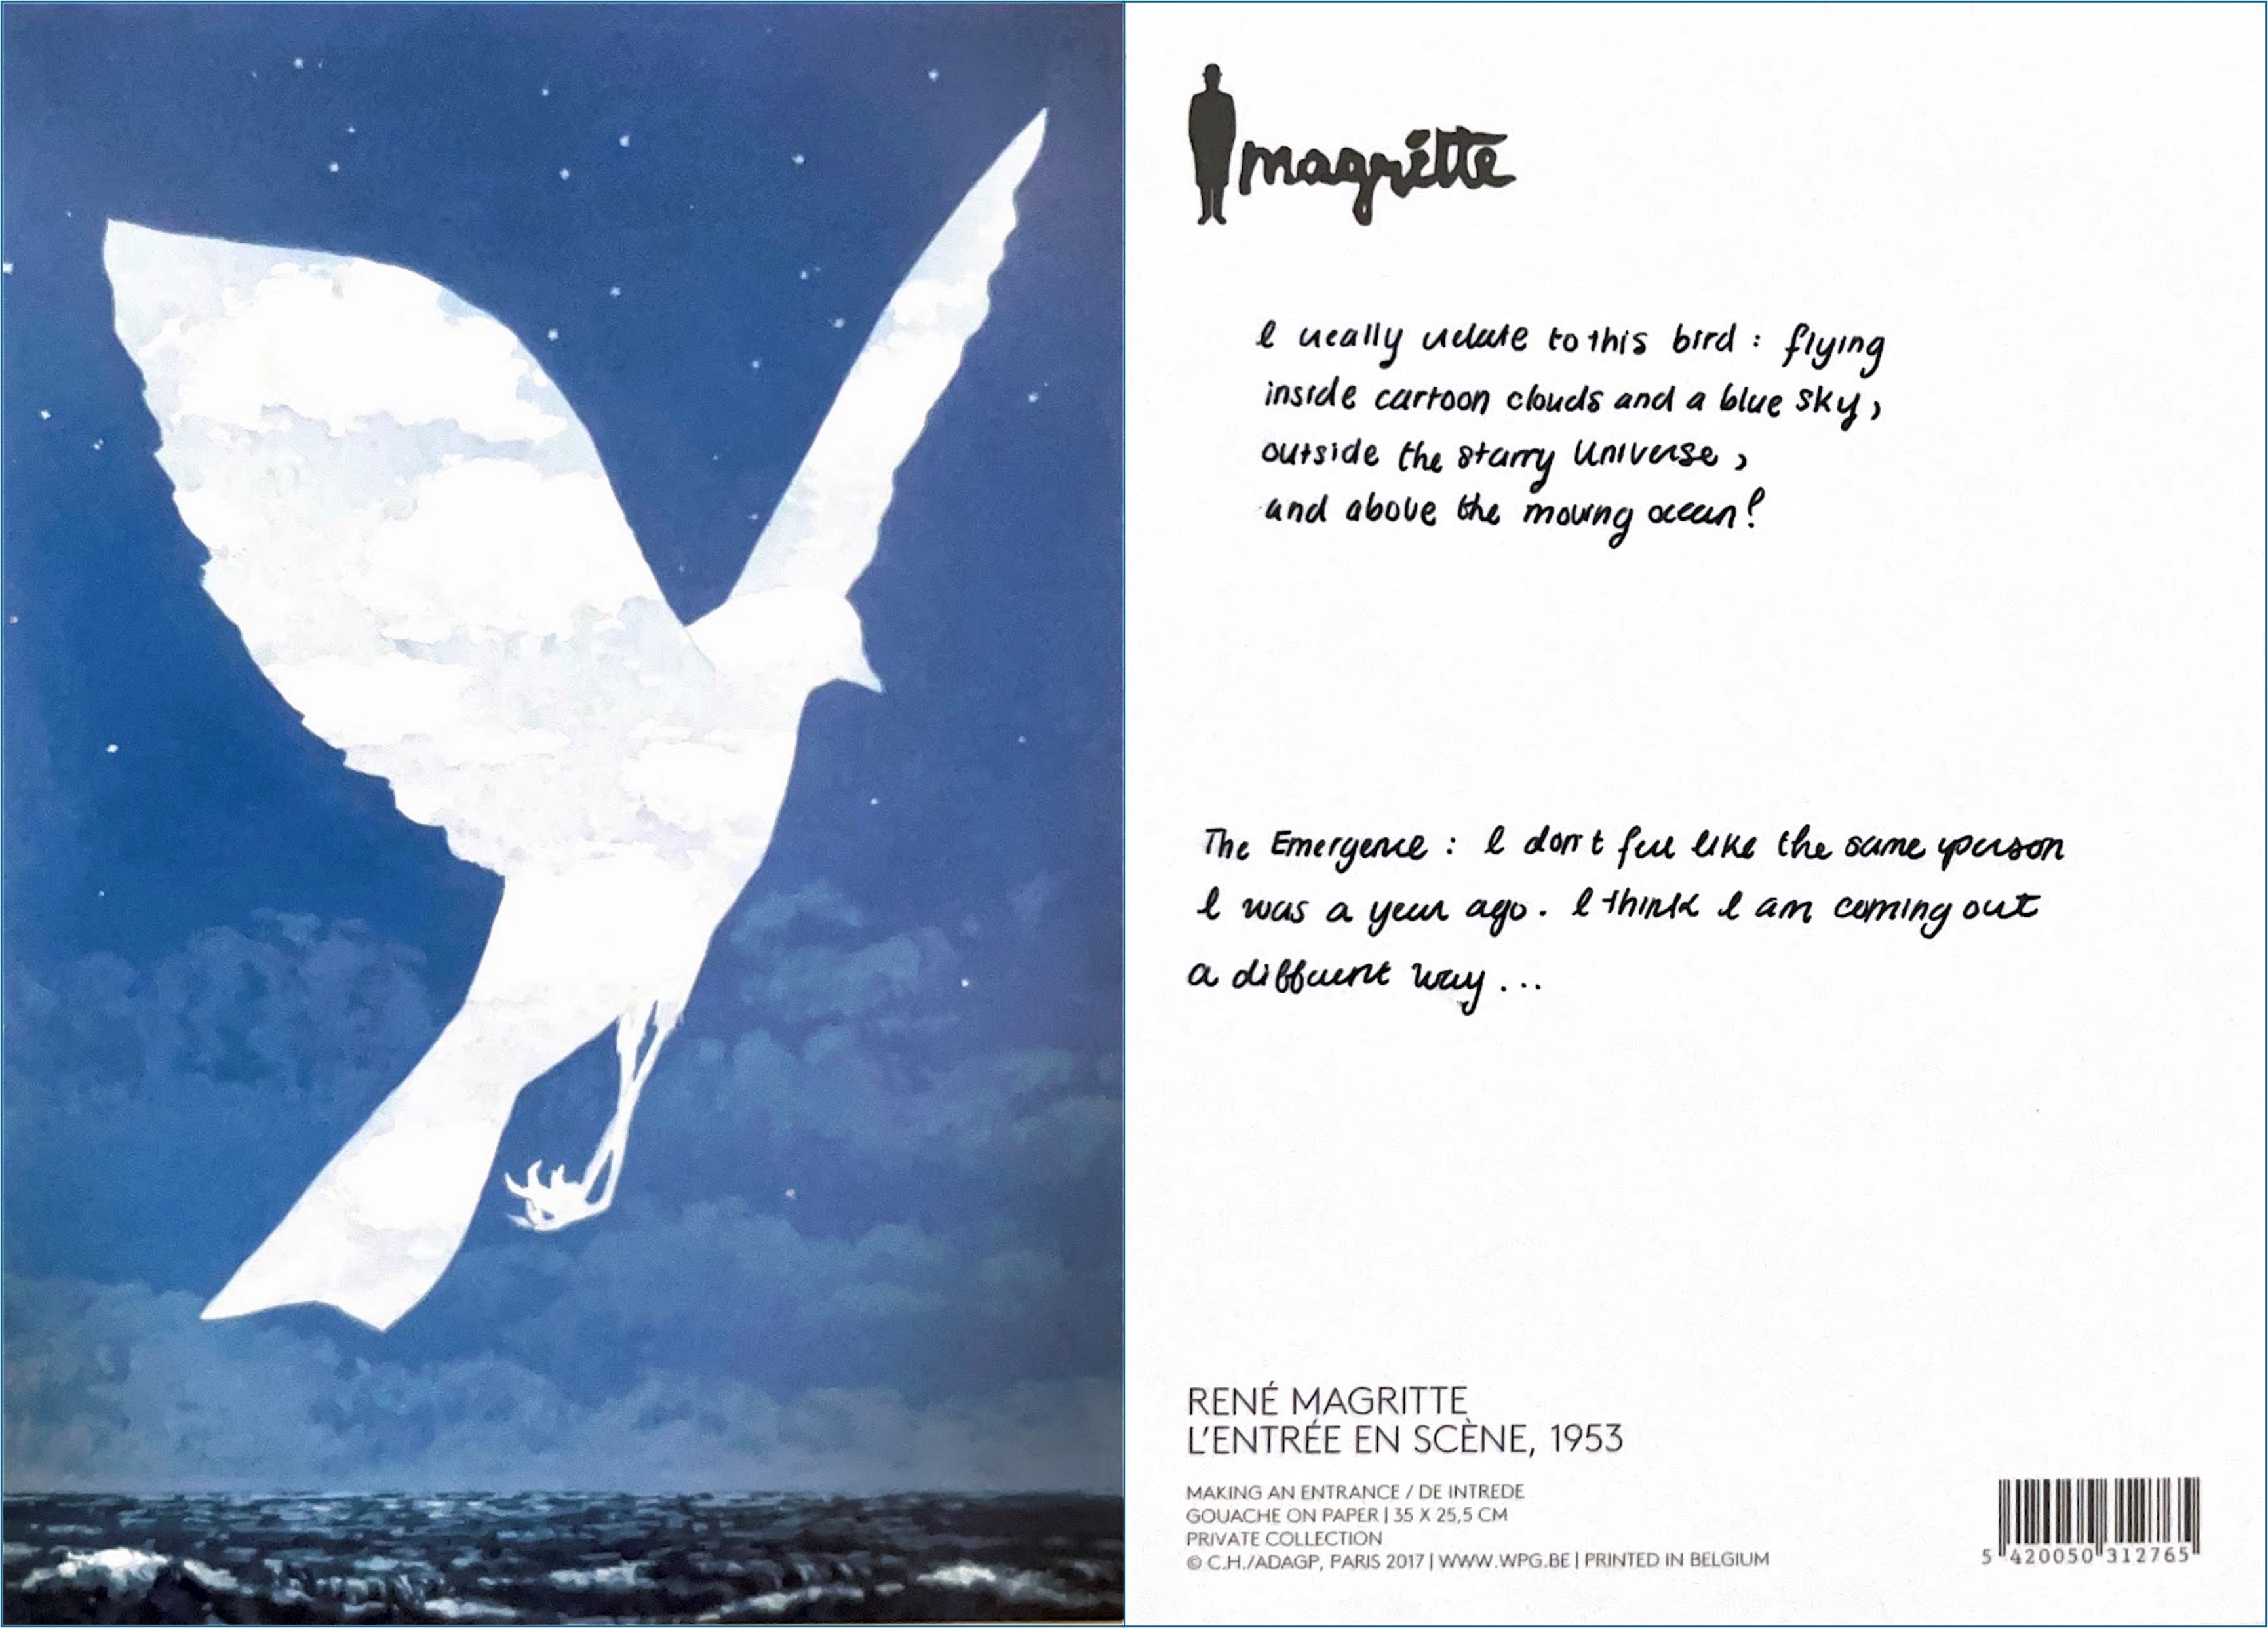 magritte
I really relate to this bird : flying
inside cartoon clouds and a blue sky,
outside the starry Universe,
and above the moving ocean!
The Emergence : I don't feel like the same person
I was a year ago. I think I am coming out
a different way...
RENÉ MAGRITTE
L'ENTRÉE EN SCÈNE, 1953
MAKING AN ENTRANCE / DE INTREDE
GOUACHE ON PAPER | 35 X 25,5 CM
PRIVATE COLLECTION
© C.H./ADAGP, PARIS 2017 | WWW.WPG.BE | PRINTED IN BELGIUM
5 420050 312765